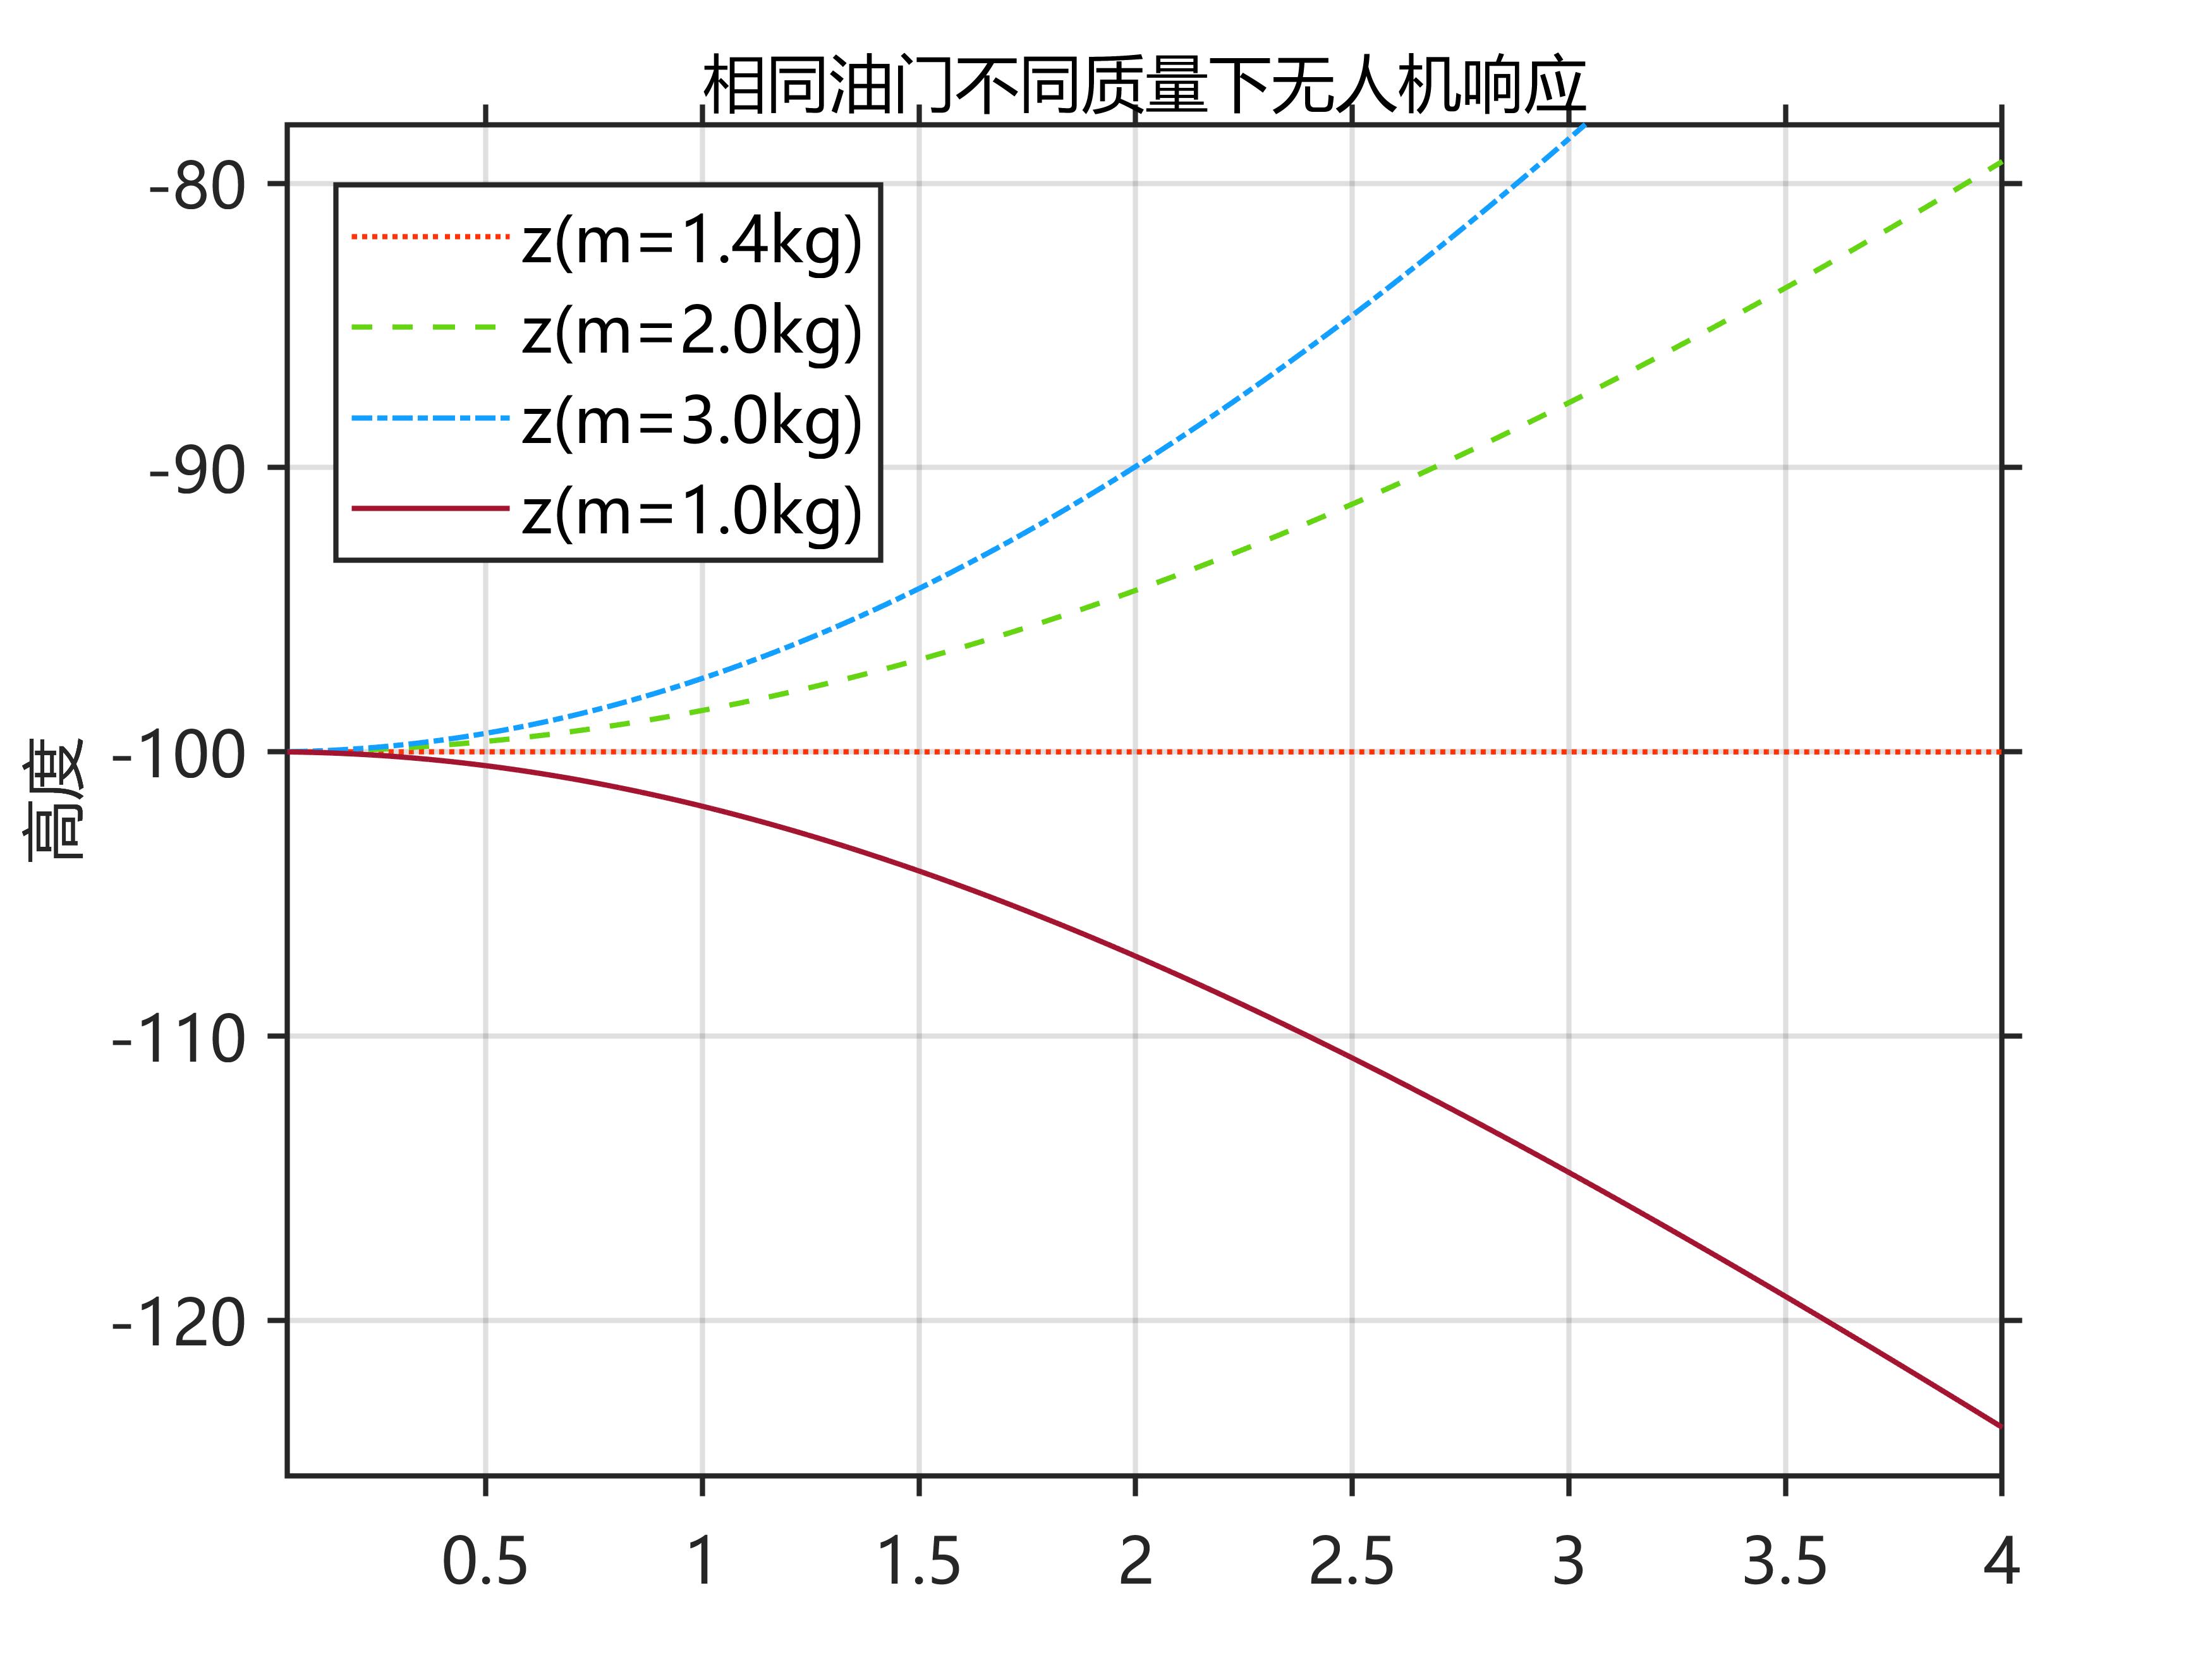 相同油门不同质量下无人机响应
z(m=1.4kg)
z(m=2.0kg)
z(m=3.0kg)
z(m=1.0kg)
高度
-80
-90
-100
-110
-120
0.5 1 1.5 2 2.5 3 3.5 4